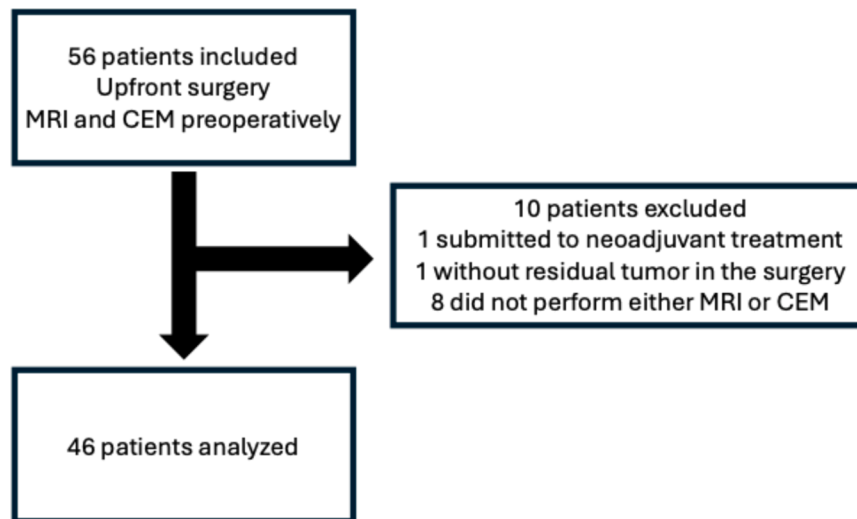 56 patients included
Upfront surgery
MRI and CEM preoperatively
10 patients excluded
1 submitted to neoadjuvant treatment
1 without residual tumor in the surgery
8 did not perform either MRI or CEM
46 patients analyzed